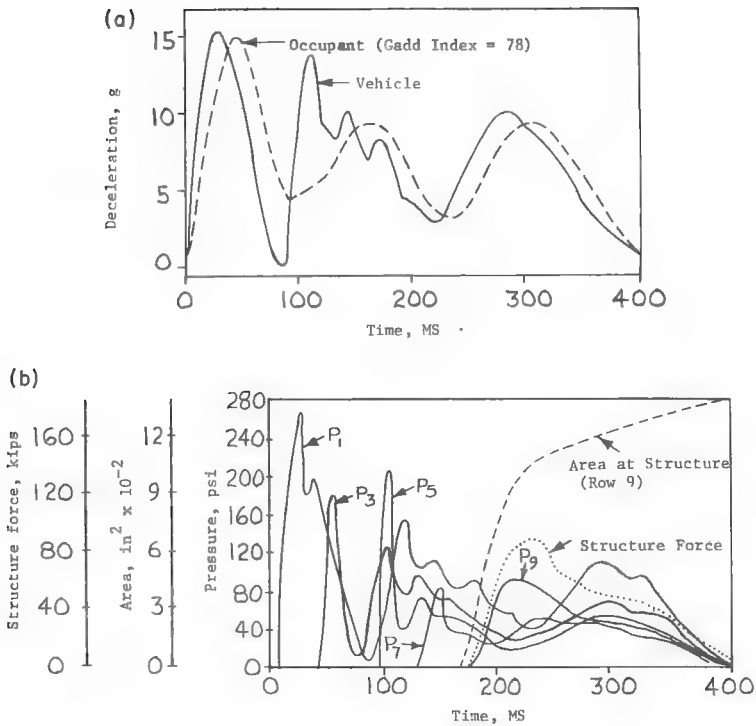 (a)
15
10
5
0
Deceleration, g
Occupant (Gadd Index = 78)
Vehicle
0 100 200 300 400
Time, MS
(b)
Structure force, kips
160
120
80
40
0
Area, in² x 10⁻²
12
9
6
3
0
Pressure, psi
280
240
200
160
120
80
40
0
P₁
P₃
P₅
P₇
P₉
Area at Structure
(Row 9)
Structure Force
0 100 200 300 400
Time, MS